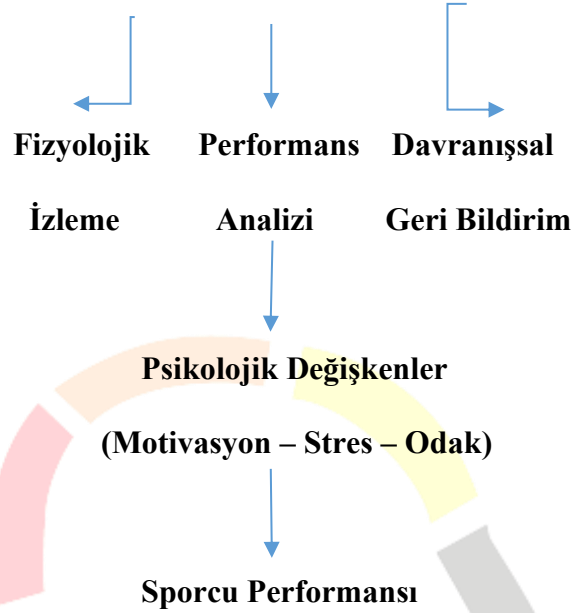 Fizyolojik Performans Davranışsal
İzleme Analizi Geri Bildirim
Psikolojik Değişkenler
(Motivasyon – Stres – Odak)
Sporcu Performansı